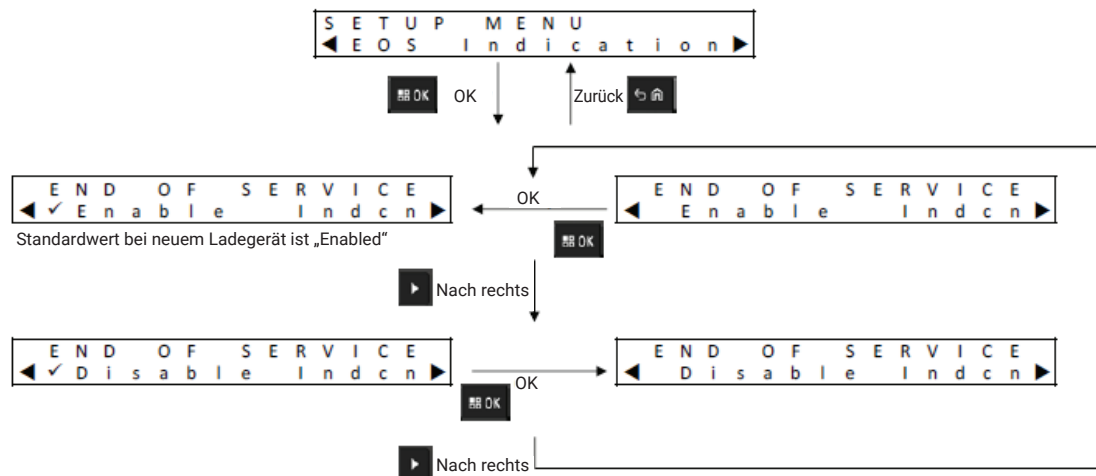 SETUP MENU
◀EOS Indication▶
OK OK Zurück
END OF SERVICE
◀✓Enable Indcn▶
OK
END OF SERVICE
◀ Enable Indcn▶
OK
Standardwert bei neuem Ladegerät ist „Enabled“
Nach rechts
END OF SERVICE
◀✓Disable Indcn▶
OK
END OF SERVICE
◀ Disable Indcn▶
OK
Nach rechts